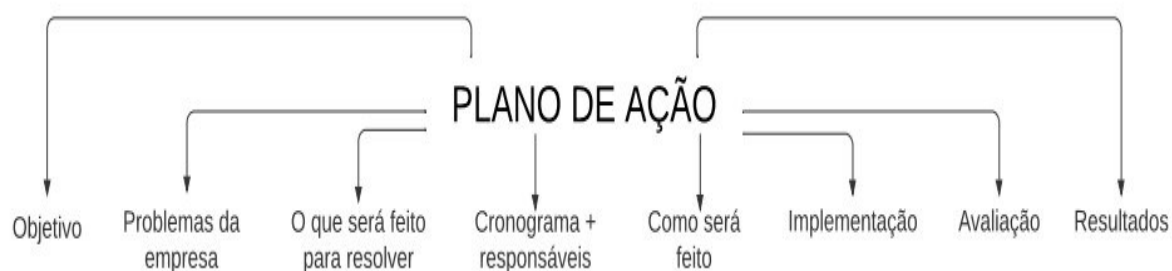 PLANO DE AÇÃO
Objetivo
Problemas da
empresa
O que será feito
para resolver
Cronograma +
responsáveis
Como será
feito
Implementação
Avaliação
Resultados